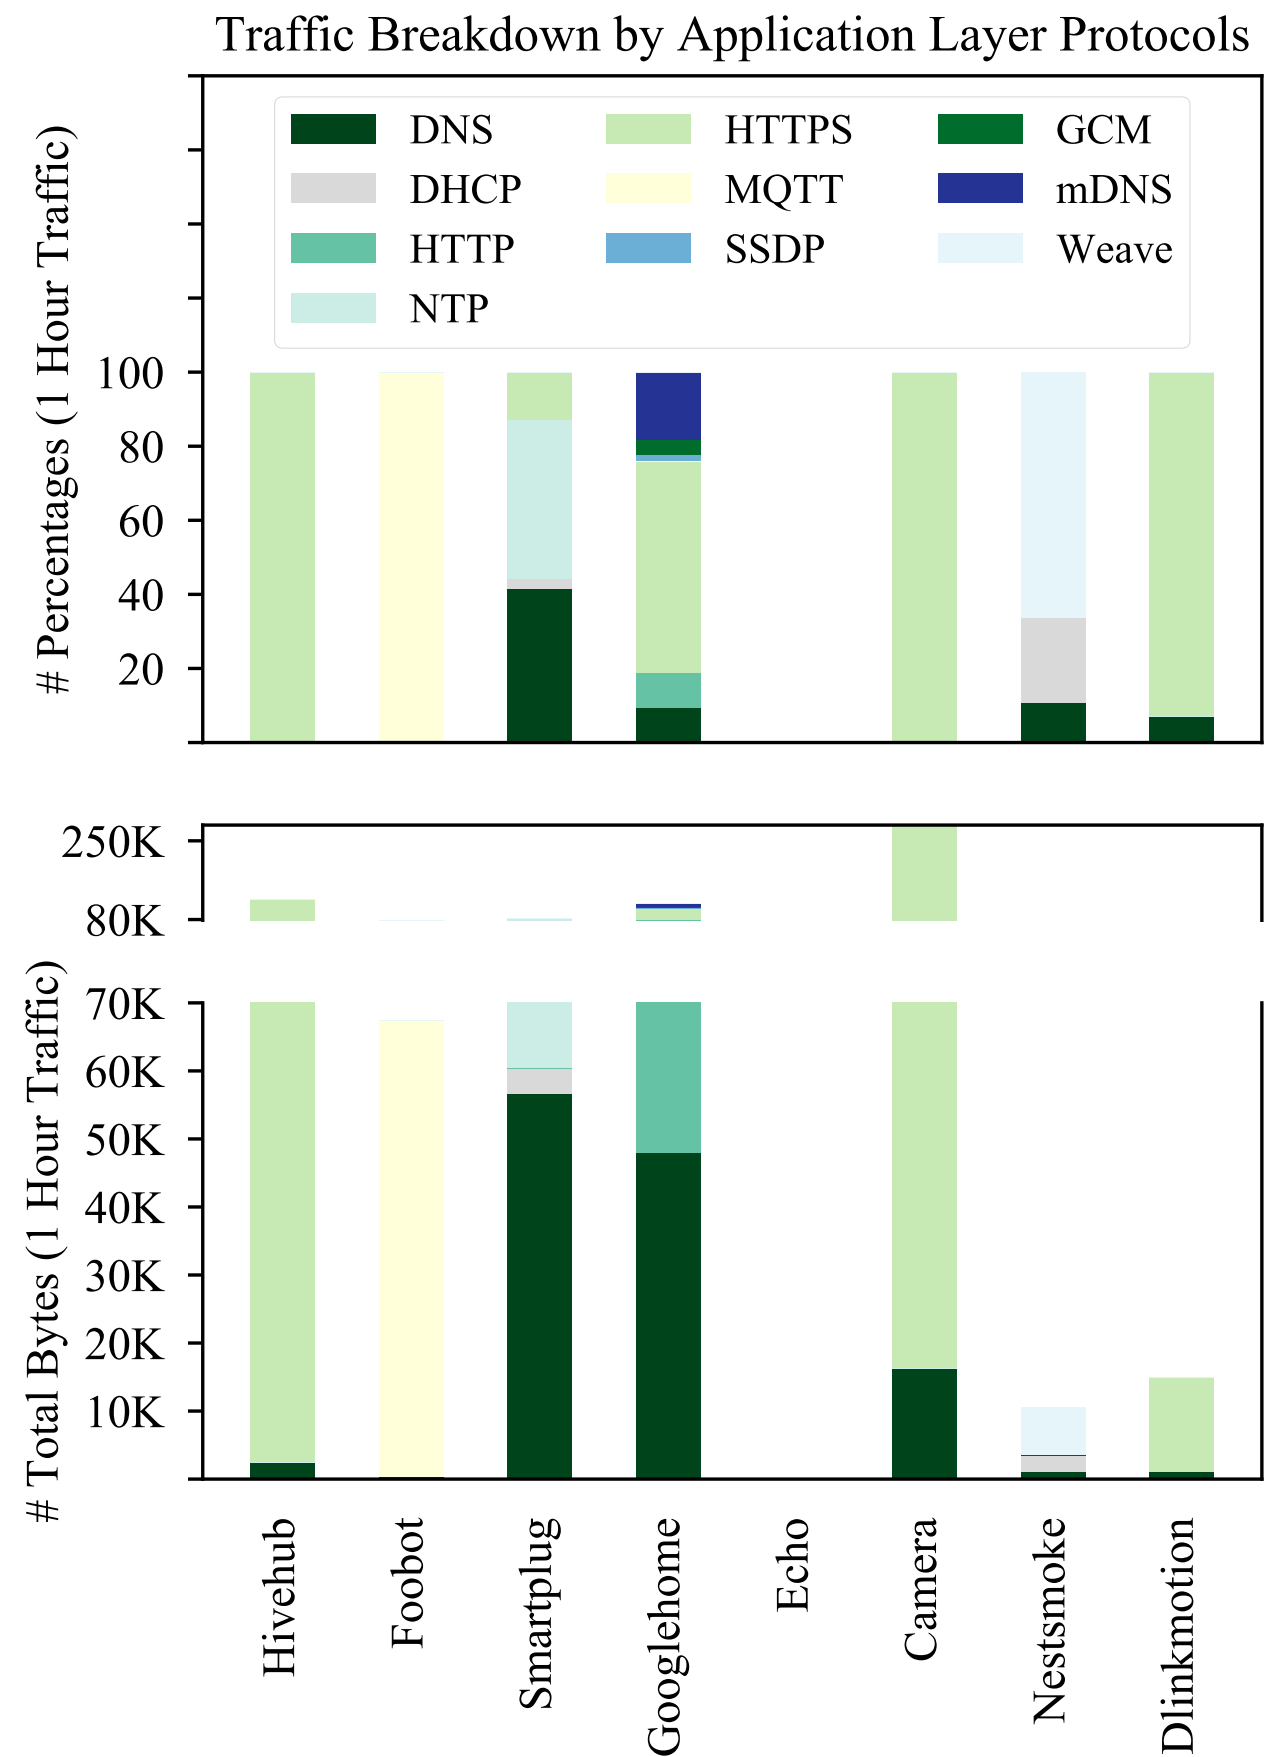 Traffic Breakdown by Application Layer Protocols
# Percentages (1 Hour Traffic)
DNS
DHCP
HTTP
NTP
HTTPS
MQTT
SSDP
GCM
mDNS
Weave
100
80
60
40
20
# Total Bytes (1 Hour Traffic)
250K
80K
70K
60K
50K
40K
30K
20K
10K
Hivehub
Foobot
Smartplug
Googlehome
Echo
Camera
Nestsmoke
Dlinkmotion